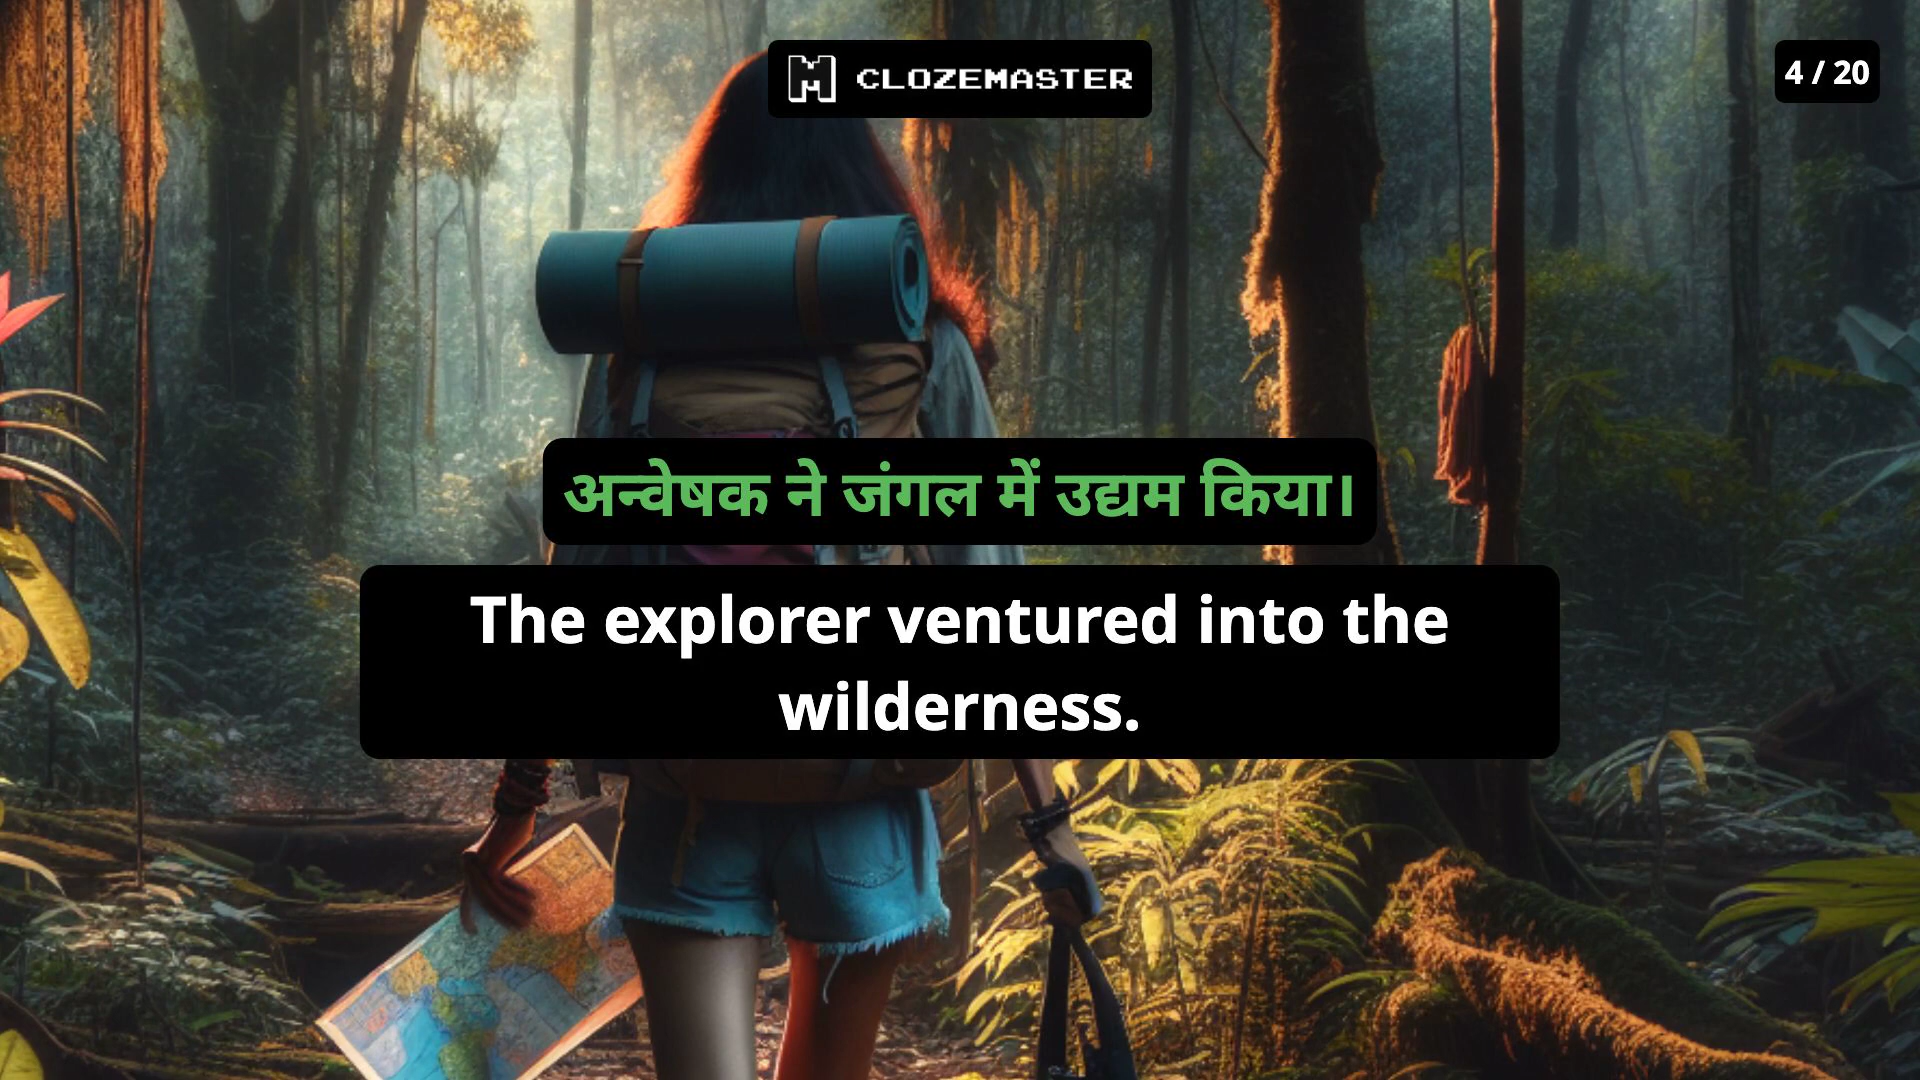 CLOZEMASTER
4 / 20
अन्वेषक ने जंगल में उद्यम किया।
The explorer ventured into the
wilderness.